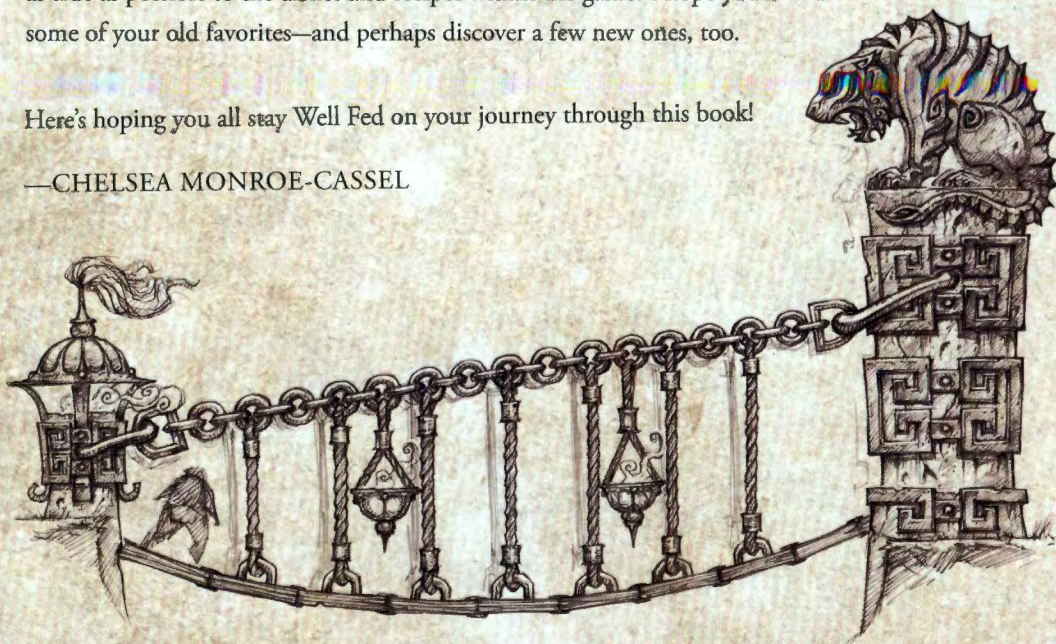 some of your old favorites—and perhaps discover a few new ones, too.
Here's hoping you all stay Well Fed on your journey through this book!
—CHELSEA MONROE-CASSEL